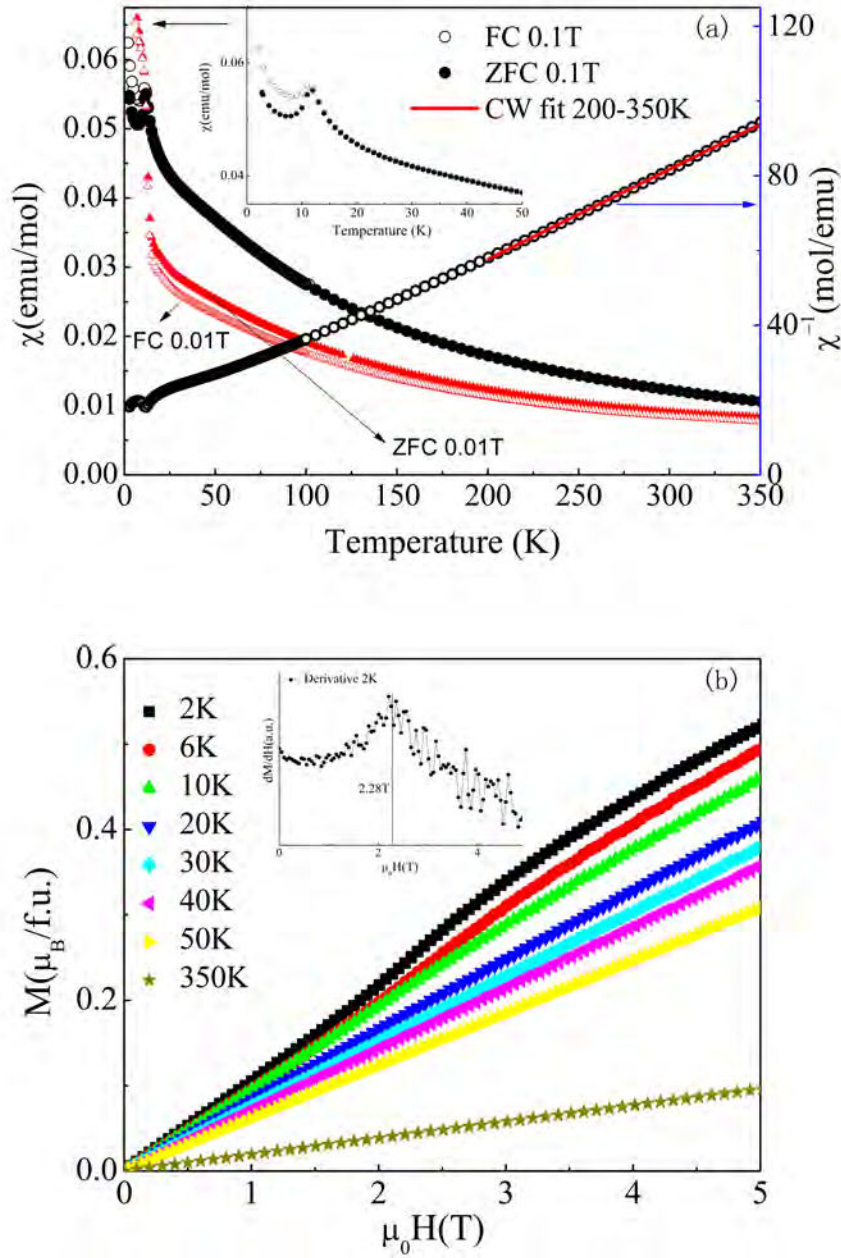 (a)
FC 0.1T
ZFC 0.1T
CW fit 200-350K
χ(emu/mol)
0.06
0.04
0 10 20 30 40 50
Temperature (K)
0.06
0.05
0.04
0.03
0.02
0.01
0.00
FC 0.01T
ZFC 0.01T
χ(emu/mol)
120
80
40
0
χ⁻¹(mol/emu)
0 50 100 150 200 250 300 350
Temperature (K)
(b)
Derivative 2K
dM/dH(a.u.)
2.28T
0 2 4
μ₀H(T)
2K
6K
10K
20K
30K
40K
50K
350K
0.6
0.4
0.2
0.0
M(μ_B/f.u.)
0 1 2 3 4 5
μ₀H(T)